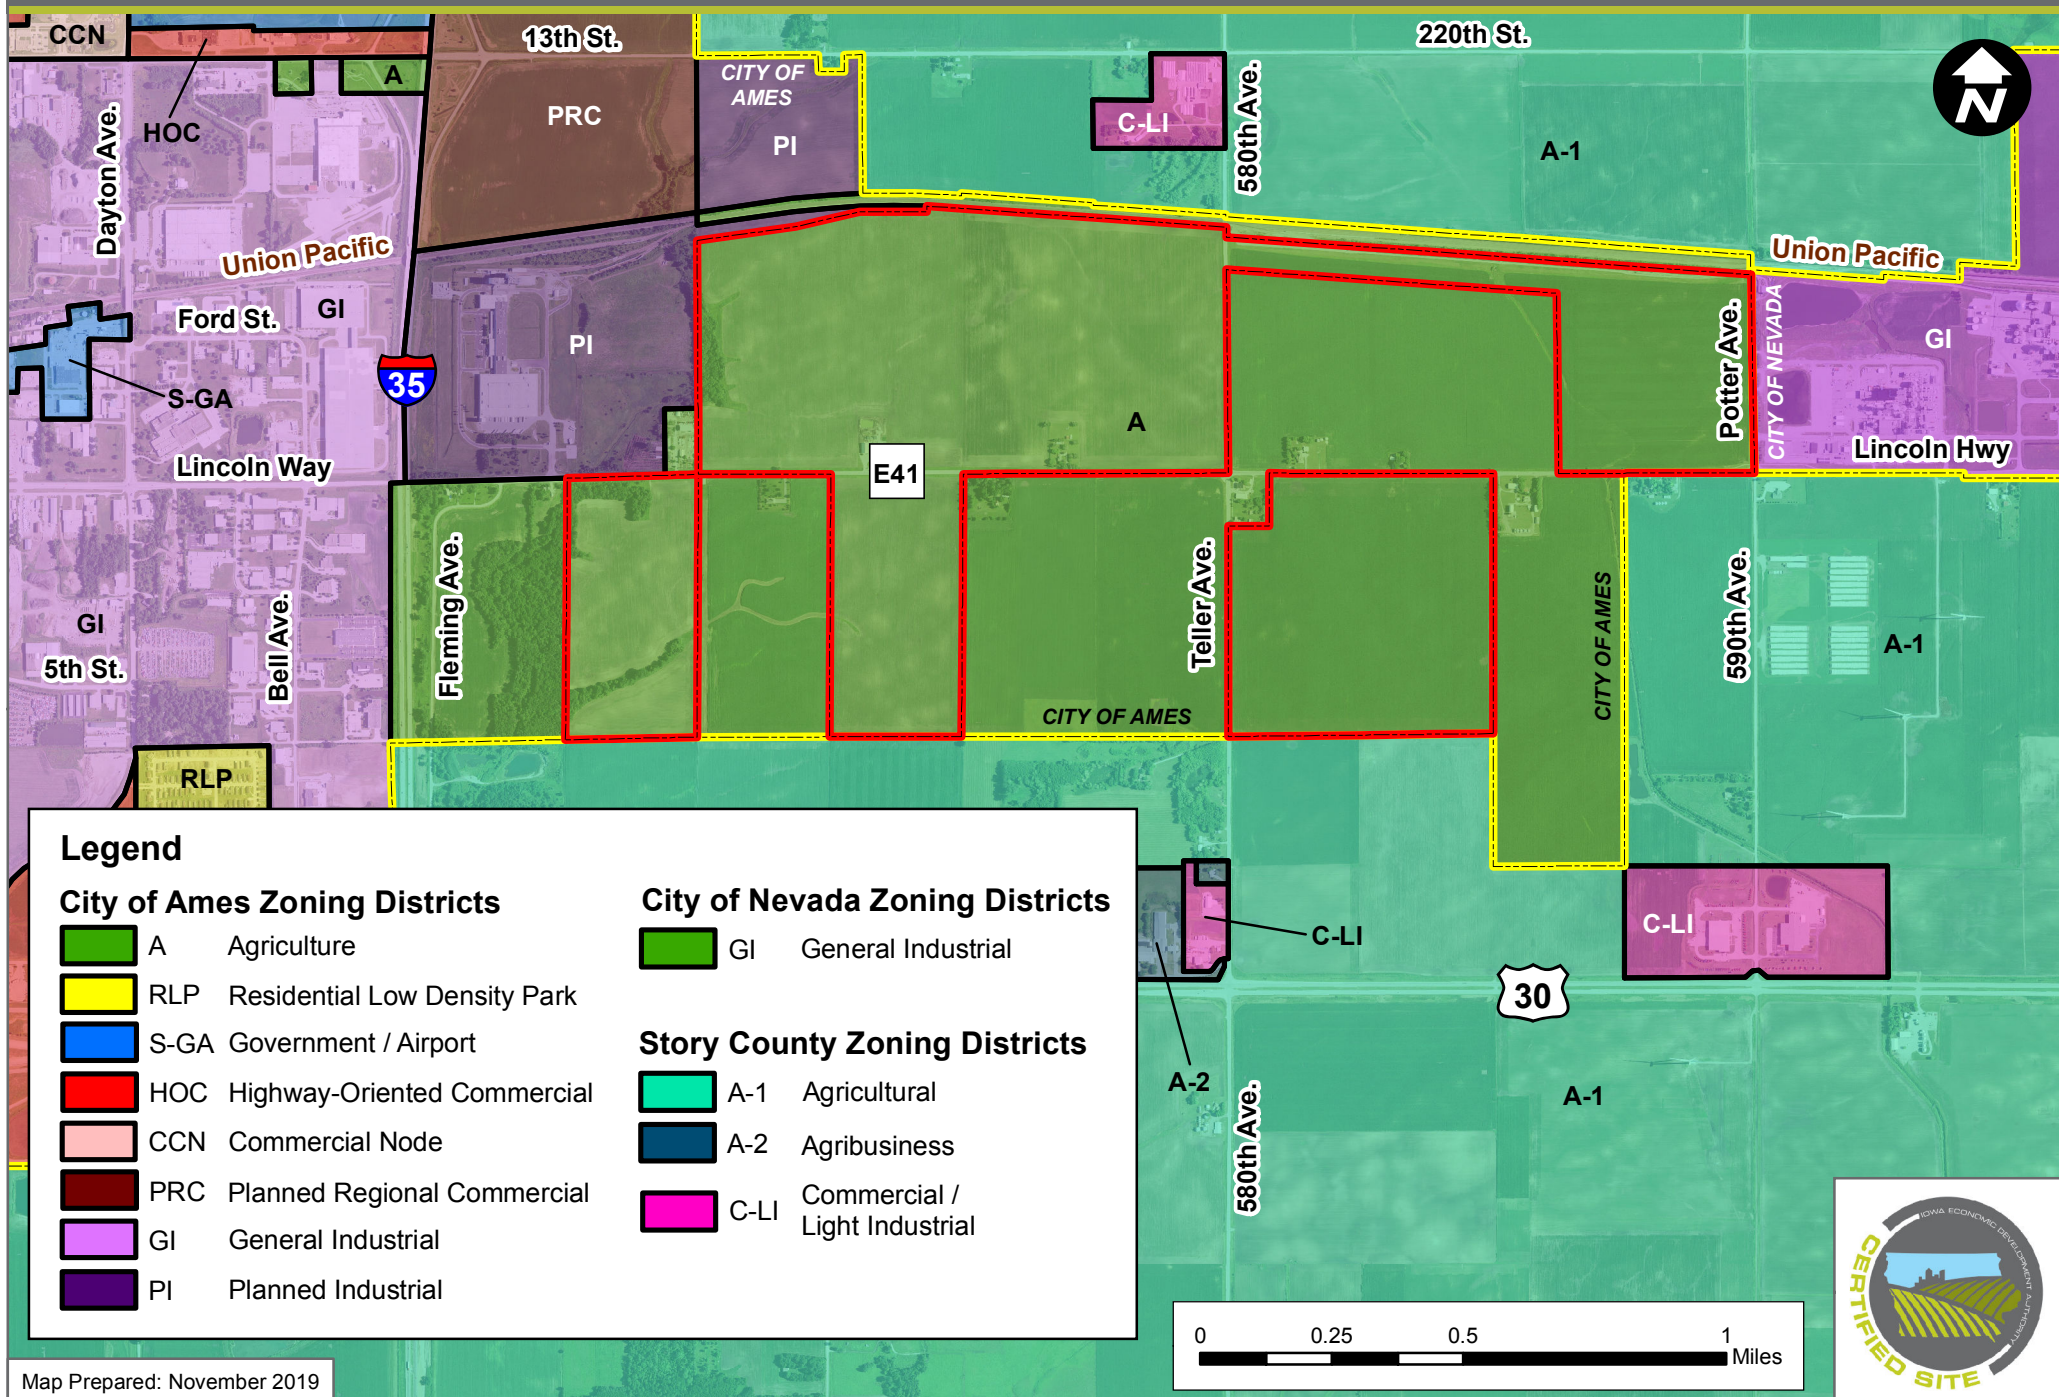 CCN
13th St.
220th St.
CITY OF
AMES
A
HOC
PRC
PI
C-LI
580th Ave.
A-1
N
Dayton Ave.
Union Pacific
Union Pacific
Ford St.
GI
PI
35
S-GA
A
Potter Ave.
CITY OF NEVADA
GI
Lincoln Way
E41
Lincoln Hwy
Fleming Ave.
Bell Ave.
GI
5th St.
Teller Ave.
CITY OF AMES
CITY OF AMES
590th Ave.
A-1
RLP
C-LI
C-LI
30
A-2
A-1
580th Ave.
Legend
City of Ames Zoning Districts
A Agriculture
RLP Residential Low Density Park
S-GA Government / Airport
HOC Highway-Oriented Commercial
CCN Commercial Node
PRC Planned Regional Commercial
GI General Industrial
PI Planned Industrial
City of Nevada Zoning Districts
GI General Industrial
Story County Zoning Districts
A-1 Agricultural
A-2 Agribusiness
C-LI Commercial /
Light Industrial
0 0.25 0.5 1
Miles
IOWA ECONOMIC DEVELOPMENT AUTHORITY
CERTIFIED SITE
Map Prepared: November 2019